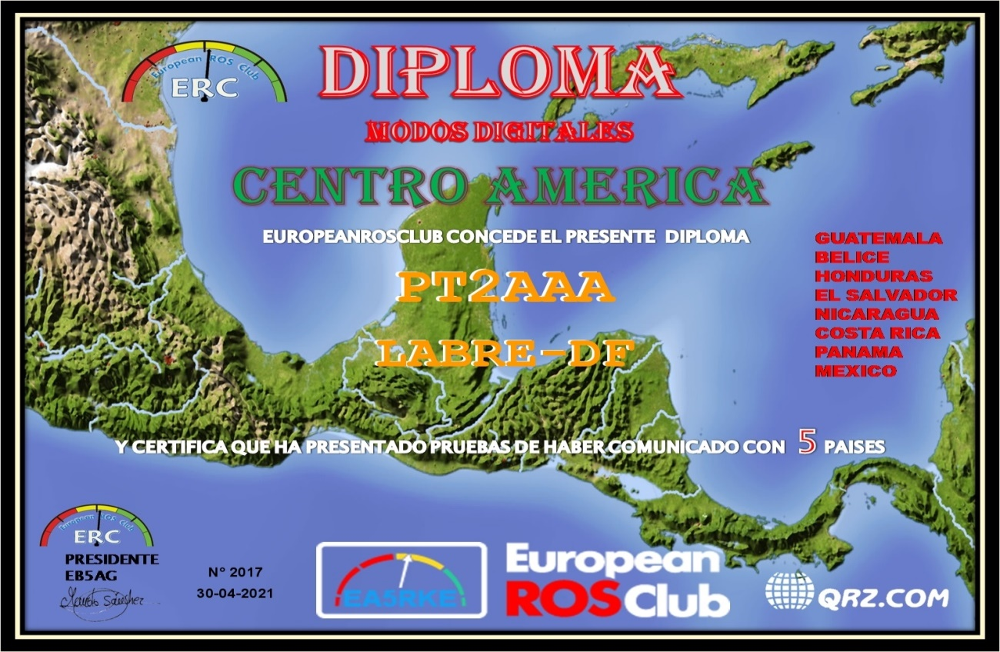 European ROS Club
ERC
DIPLOMA
MODOS DIGITALES
CENTRO AMERICA
EUROPEANROSCLUB CONCEDE EL PRESENTE DIPLOMA
PT2AAA
LABRE-DF
GUATEMALA
BELICE
HONDURAS
EL SALVADOR
NICARAGUA
COSTA RICA
PANAMA
MEXICO
Y CERTIFICA QUE HA PRESENTADO PRUEBAS DE HABER COMUNICADO CON 5 PAISES
European ROS Club
ERC
PRESIDENTE
EB5AG
Sánchez
Nº 2017
30-04-2021
EA5RKE
European
ROS Club
QRZ.COM